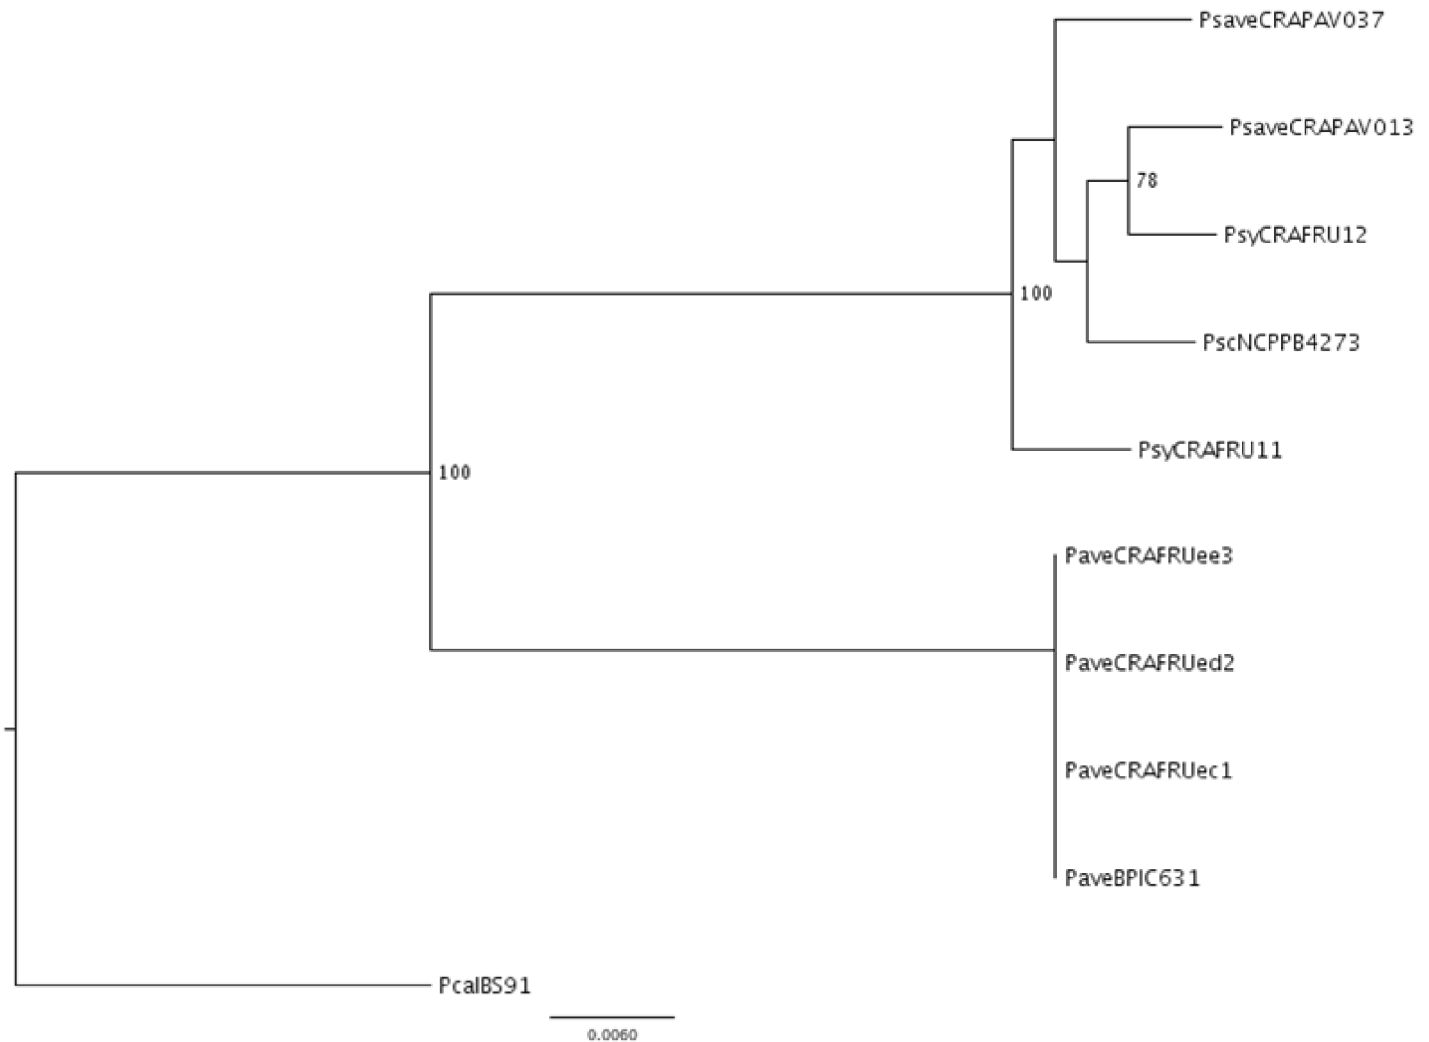 PsaveCRAPAV037
PsaveCRAPAV013
78
PsyCRAFRU12
100
PscNCPPB4273
PsyCRAFRU11
100
PaveCRAFRUee3
PaveCRAFRUed2
PaveCRAFRUec1
PaveBPIC631
PcalBS91
0.0060